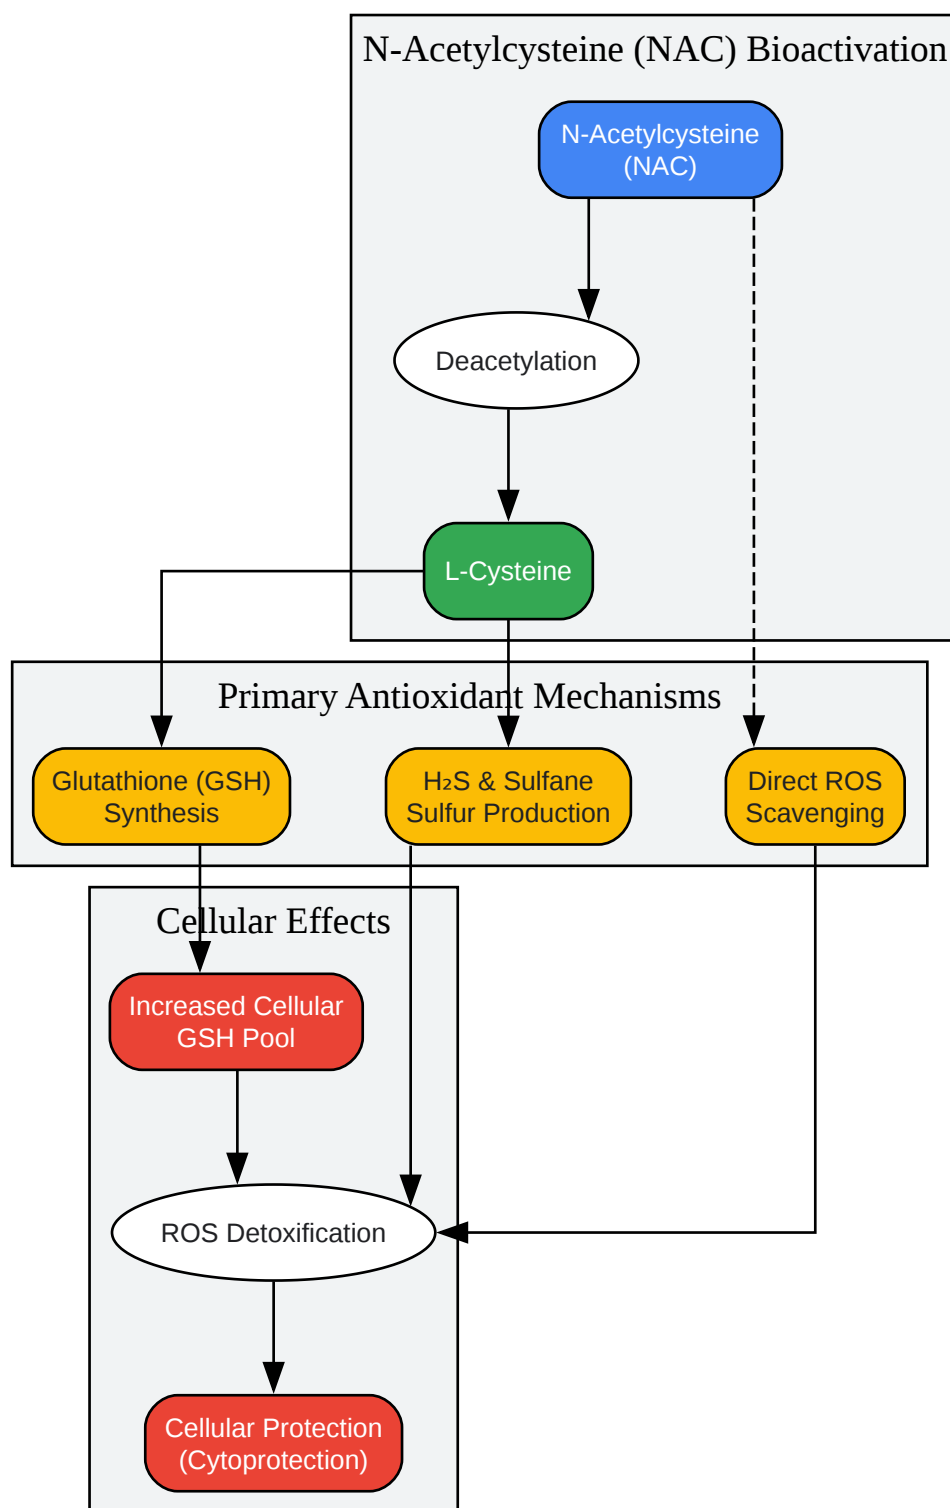 N-Acetylcysteine (NAC) Bioactivation
N-Acetylcysteine
(NAC)
Deacetylation
L-Cysteine
Primary Antioxidant Mechanisms
Glutathione (GSH)
Synthesis
H₂S & Sulfane
Sulfur Production
Direct ROS
Scavenging
Cellular Effects
Increased Cellular
GSH Pool
ROS Detoxification
Cellular Protection
(Cytoprotection)